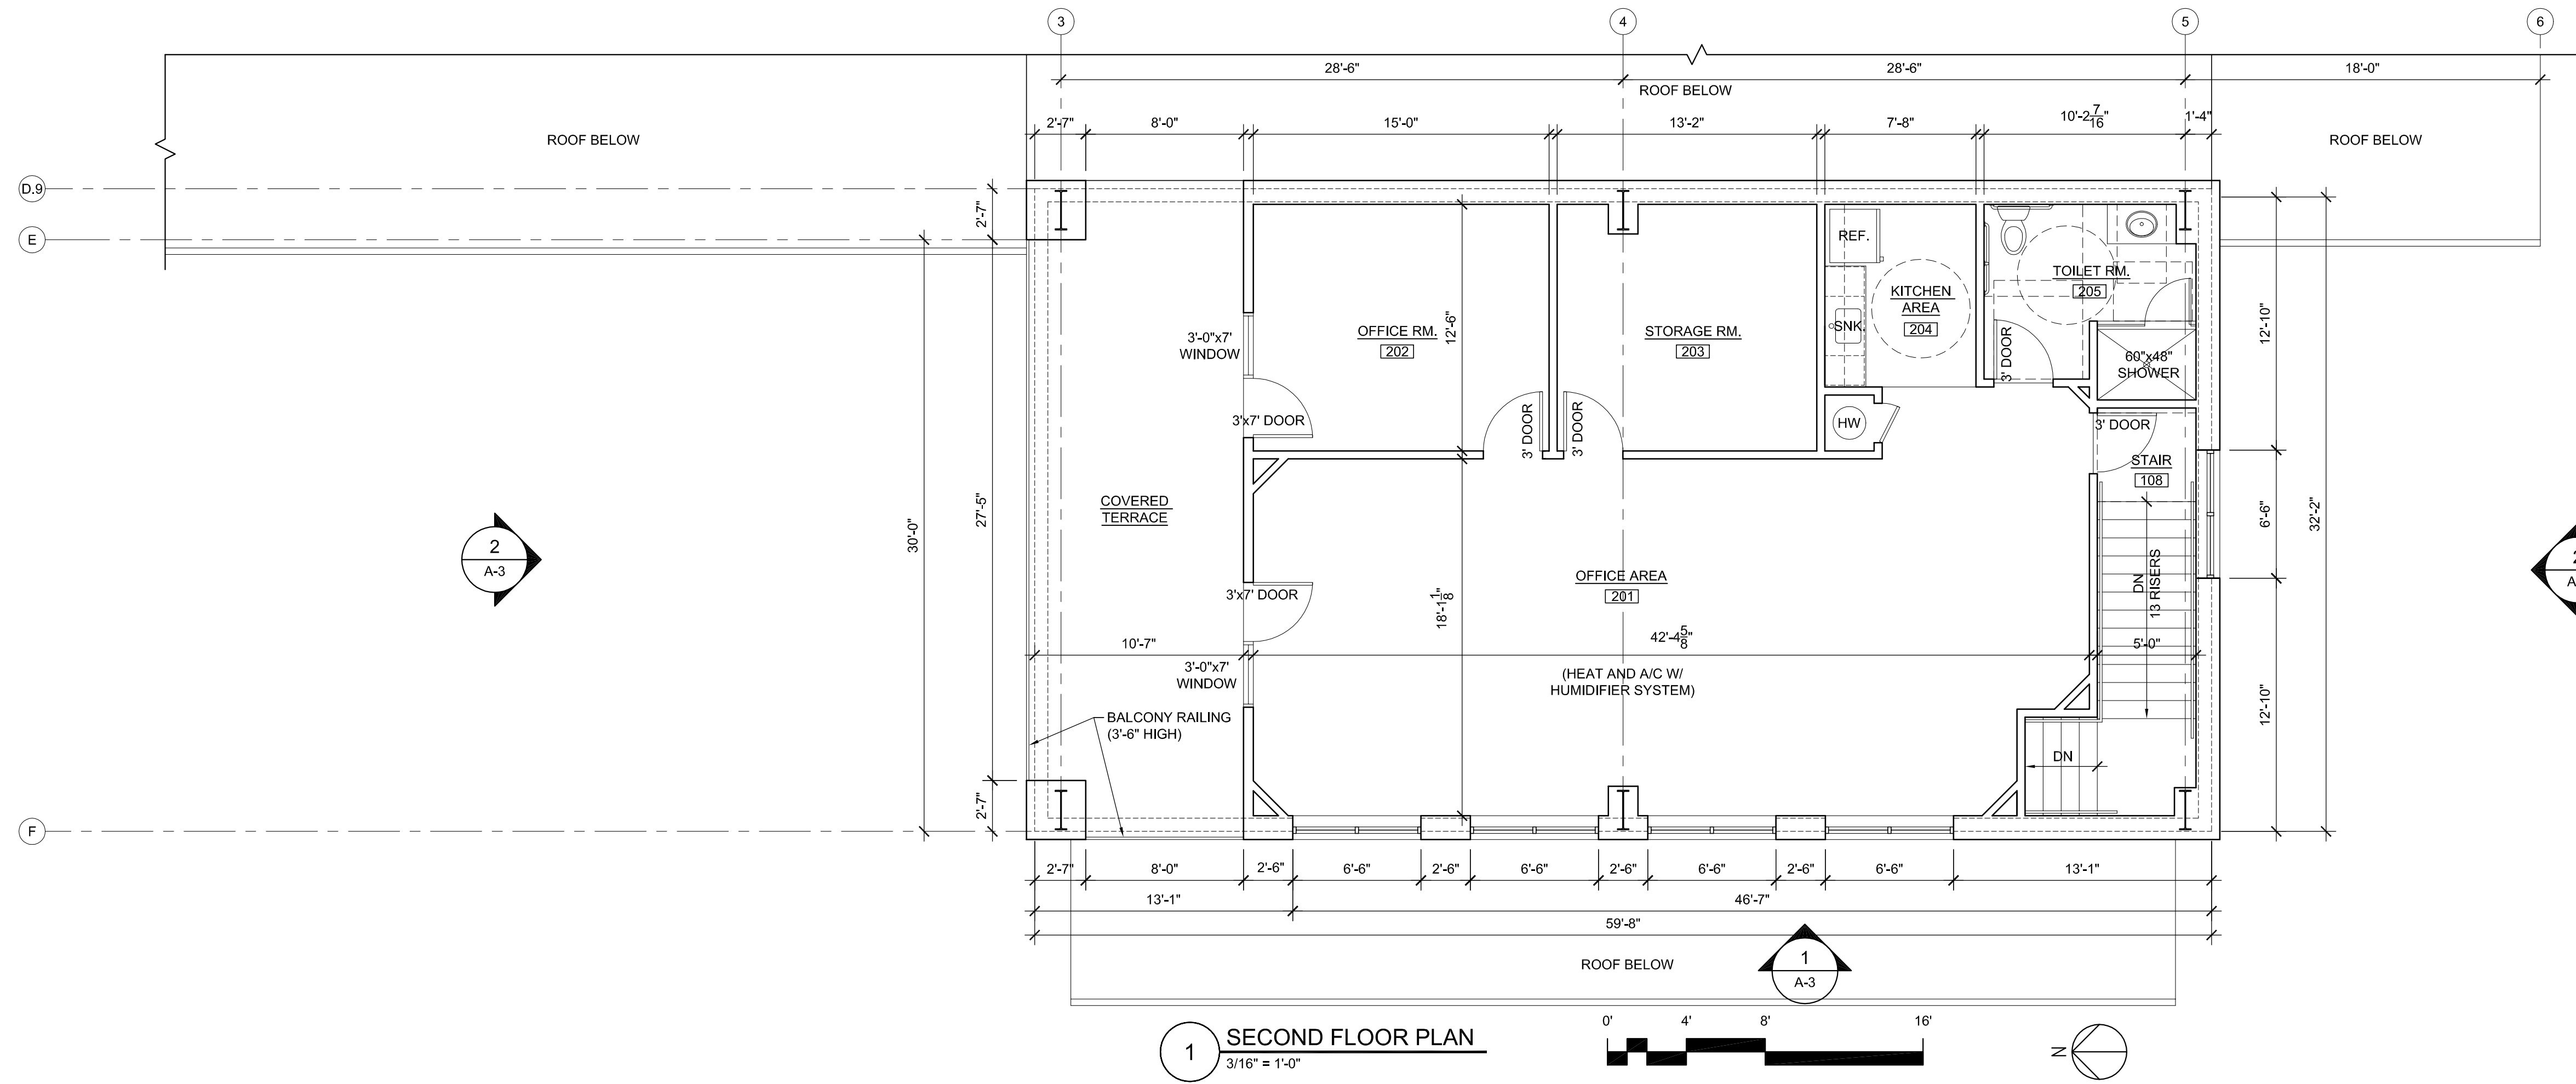 3
4
5
6
28'-6"
28'-6"
18'-0"
ROOF BELOW
2'-7"
8'-0"
15'-0"
13'-2"
7'-8"
10'-2 7/16"
1'-4"
ROOF BELOW
ROOF BELOW
D.9
2'-7"
E
REF.
TOILET RM.
205
KITCHEN
AREA
204
SNK.
3'-0"x7'
WINDOW
OFFICE RM.
202
12'-6"
STORAGE RM.
203
3' DOOR
60"x48"
SHOWER
12'-10"
3'x7' DOOR
3' DOOR
3' DOOR
HW
3' DOOR
STAIR
108
COVERED
TERRACE
27'-5"
30'-0"
6'-6"
32'-2"
2
A-3
OFFICE AREA
201
3'x7' DOOR
18'-1 1/8"
DN
13 RISERS
2
A
10'-7"
42'-4 5/8"
5'-0"
3'-0"x7'
WINDOW
(HEAT AND A/C W/
HUMIDIFIER SYSTEM)
BALCONY RAILING
(3'-6" HIGH)
12'-10"
DN
2'-7"
F
2'-7"
8'-0"
2'-6"
6'-6"
2'-6"
6'-6"
2'-6"
6'-6"
2'-6"
6'-6"
13'-1"
13'-1"
46'-7"
59'-8"
ROOF BELOW
1
A-3
1
SECOND FLOOR PLAN
3/16" = 1'-0"
0'
4'
8'
16'
N